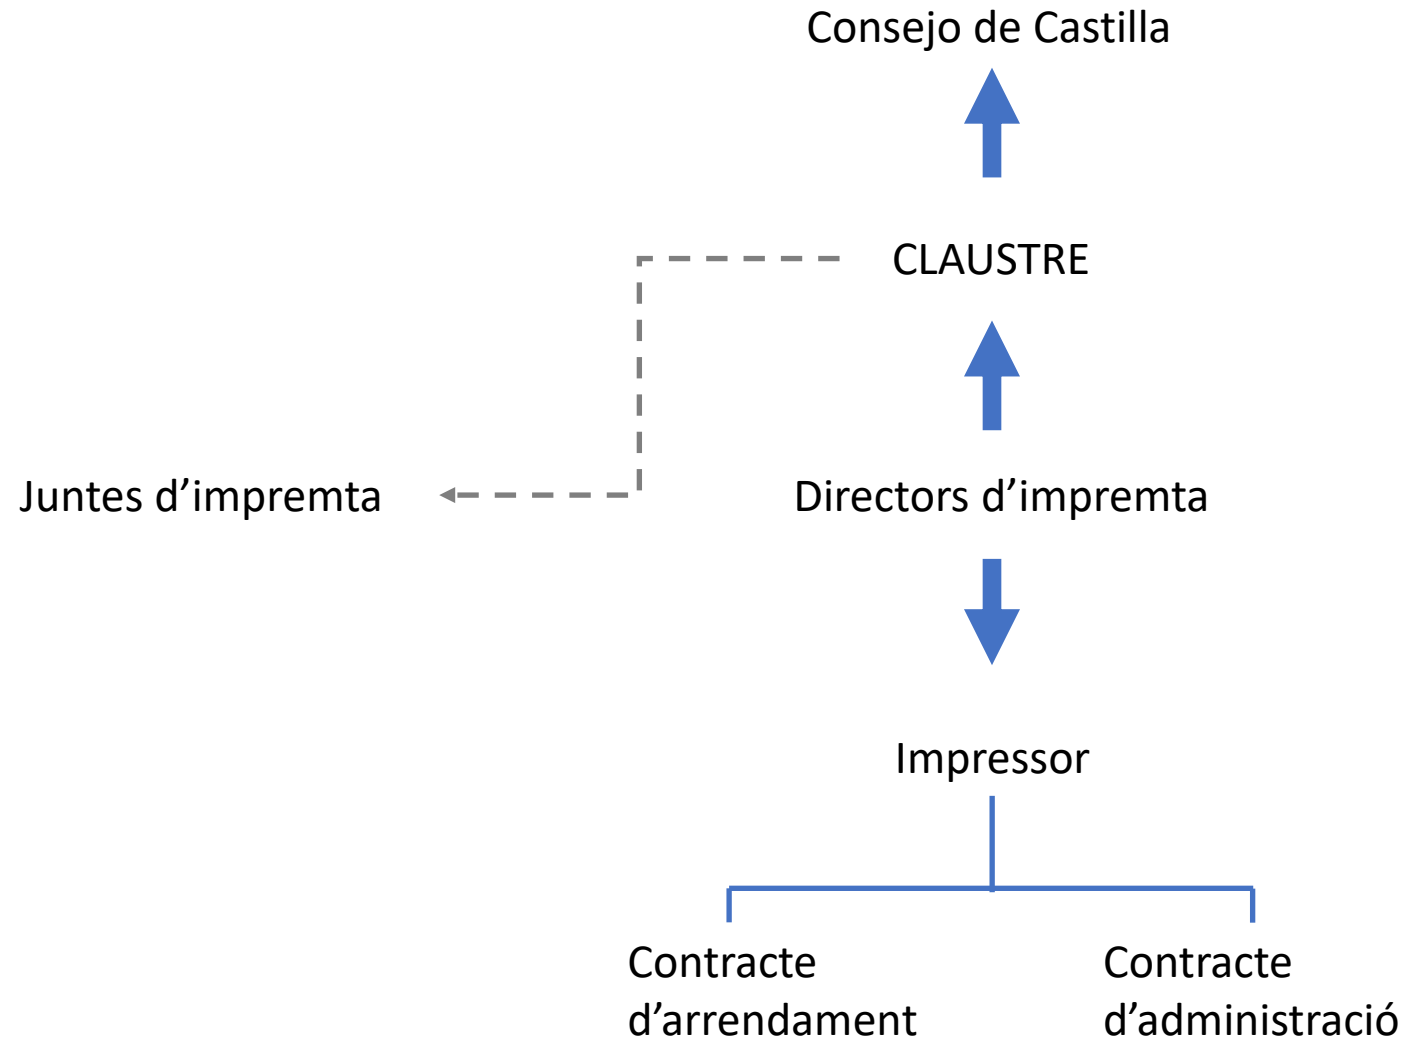 Consejo de Castilla
CLAUSTRE
Juntes d’impremta
Directors d’impremta
Impressor
Contracte
d’arrendament
Contracte
d’administració